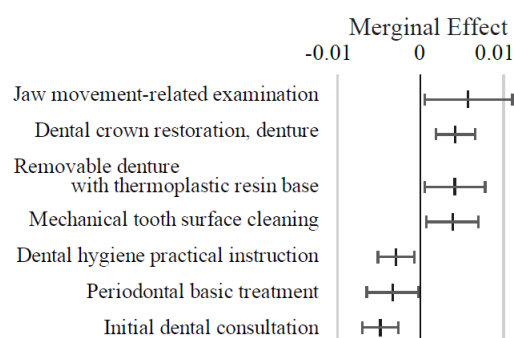 Merginal Effect
-0.01 0 0.01
Jaw movement-related examination
Dental crown restoration, denture
Removable denture
with thermoplastic resin base
Mechanical tooth surface cleaning
Dental hygiene practical instruction
Periodontal basic treatment
Initial dental consultation